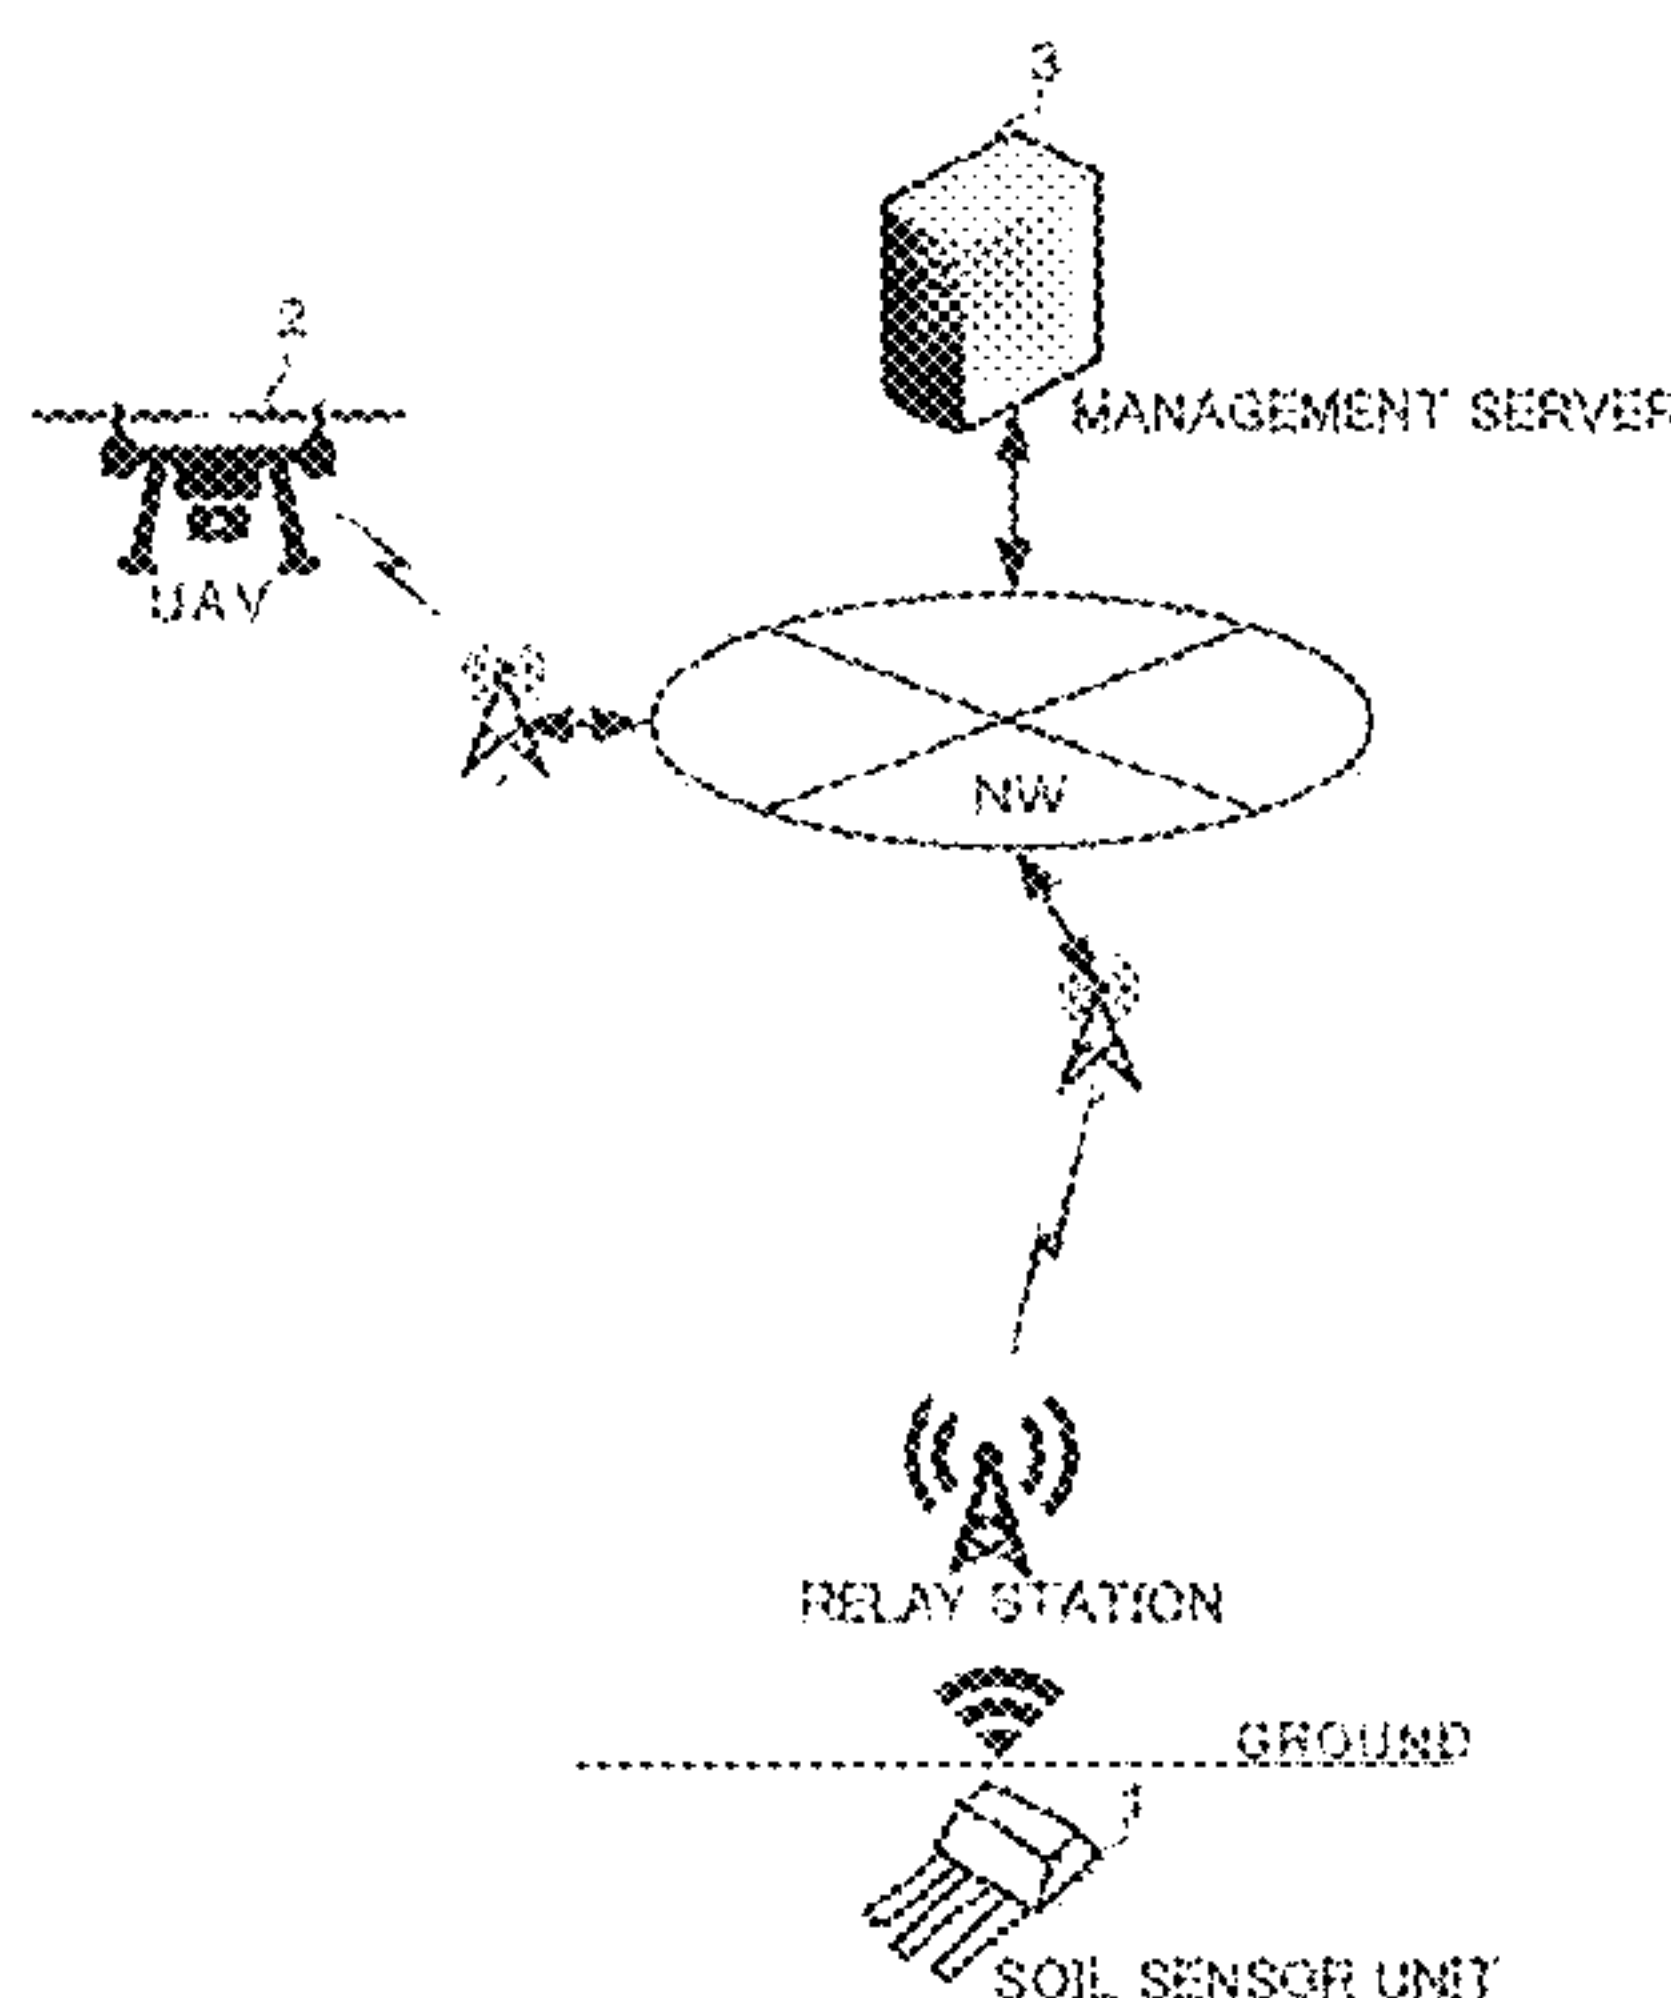 3
MANAGEMENT SERVER
2
UAV
NW
RELAY STATION
GROUND
1
SOIL SENSOR UNIT